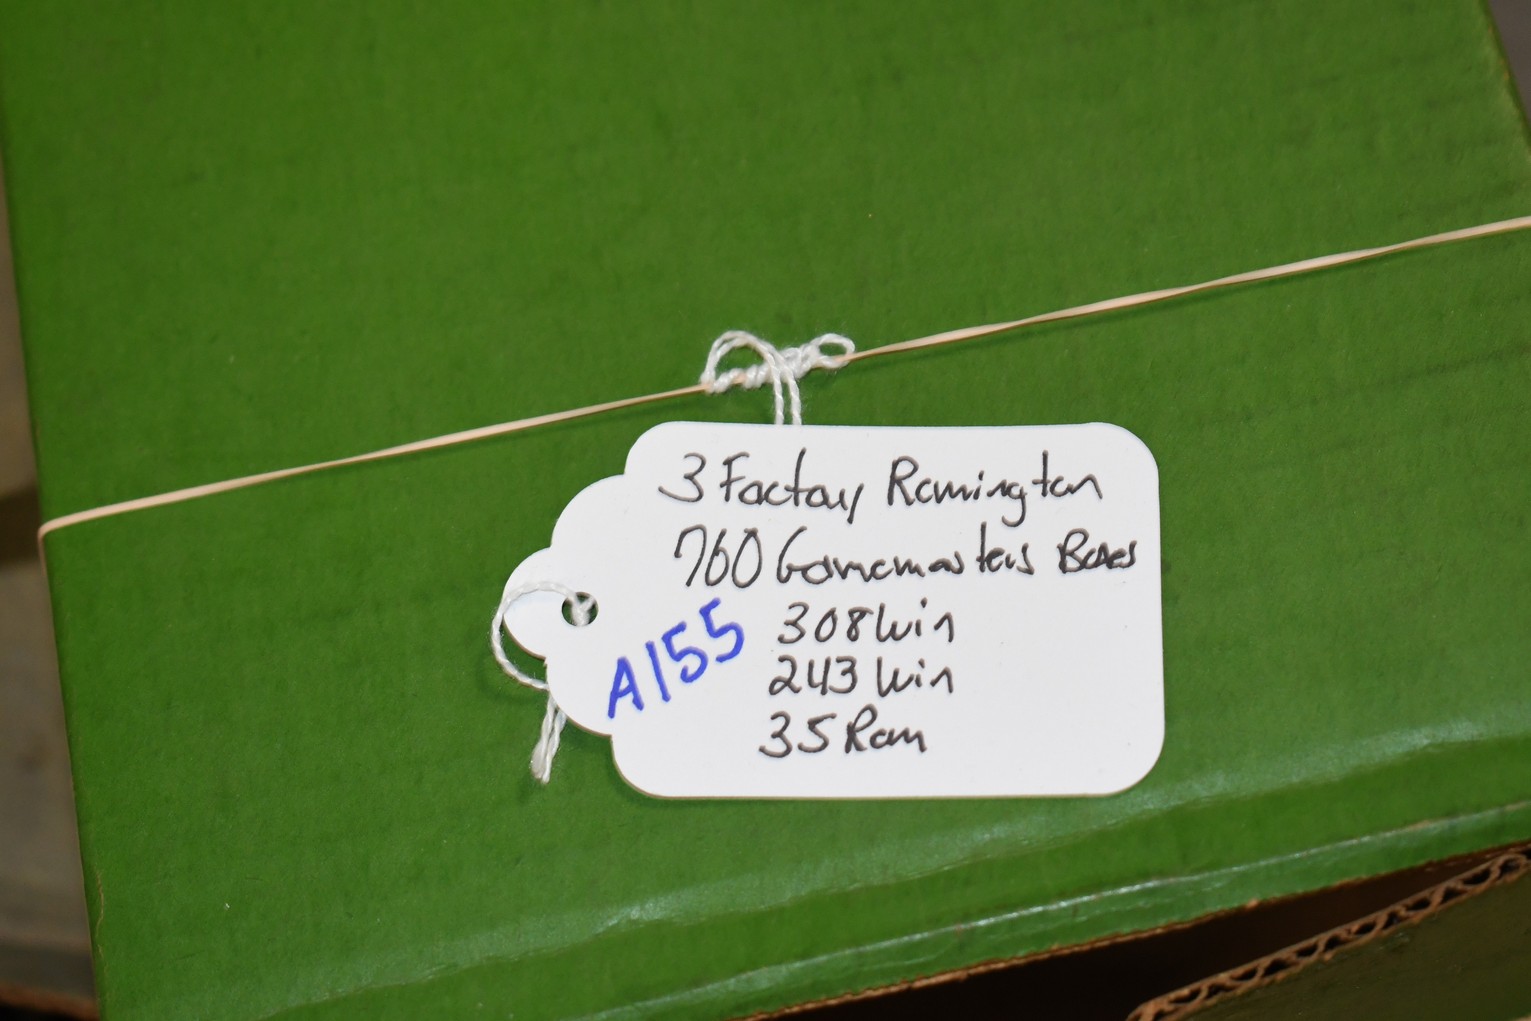 3 Factory Remington
760 Gamemasters Boxes
308 Win
243 Win
35 Rem
A155